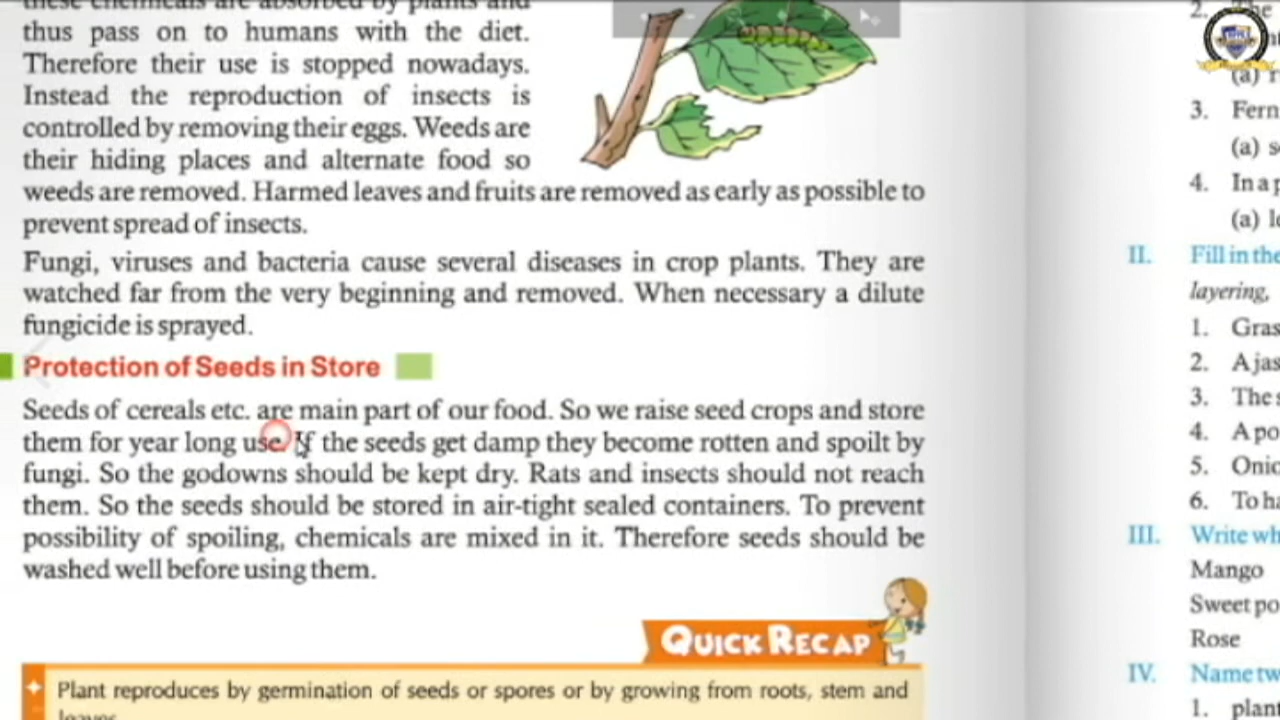 these chemicals are absorbed by plants and
thus pass on to humans with the diet.
Therefore their use is stopped nowadays.
Instead the reproduction of insects is
controlled by removing their eggs. Weeds are
their hiding places and alternate food so
weeds are removed. Harmed leaves and fruits are removed as early as possible to
prevent spread of insects.
Fungi, viruses and bacteria cause several diseases in crop plants. They are
watched far from the very beginning and removed. When necessary a dilute
fungicide is sprayed.
Protection of Seeds in Store
Seeds of cereals etc. are main part of our food. So we raise seed crops and store
them for year long use. If the seeds get damp they become rotten and spoilt by
fungi. So the godowns should be kept dry. Rats and insects should not reach
them. So the seeds should be stored in air-tight sealed containers. To prevent
possibility of spoiling, chemicals are mixed in it. Therefore seeds should be
washed well before using them.
QUICK RECAP
Plant reproduces by germination of seeds or spores or by growing from roots, stem and
leaves
2.
(a)
3. Fern
(a)
4. In a
(a)
II. Fill in the
layering,
1. Gras
2. A jas
3. The
4. A po
5. Onio
6. To
III. Write
Mango
Sweet po
Rose
IV. Name
1. plant